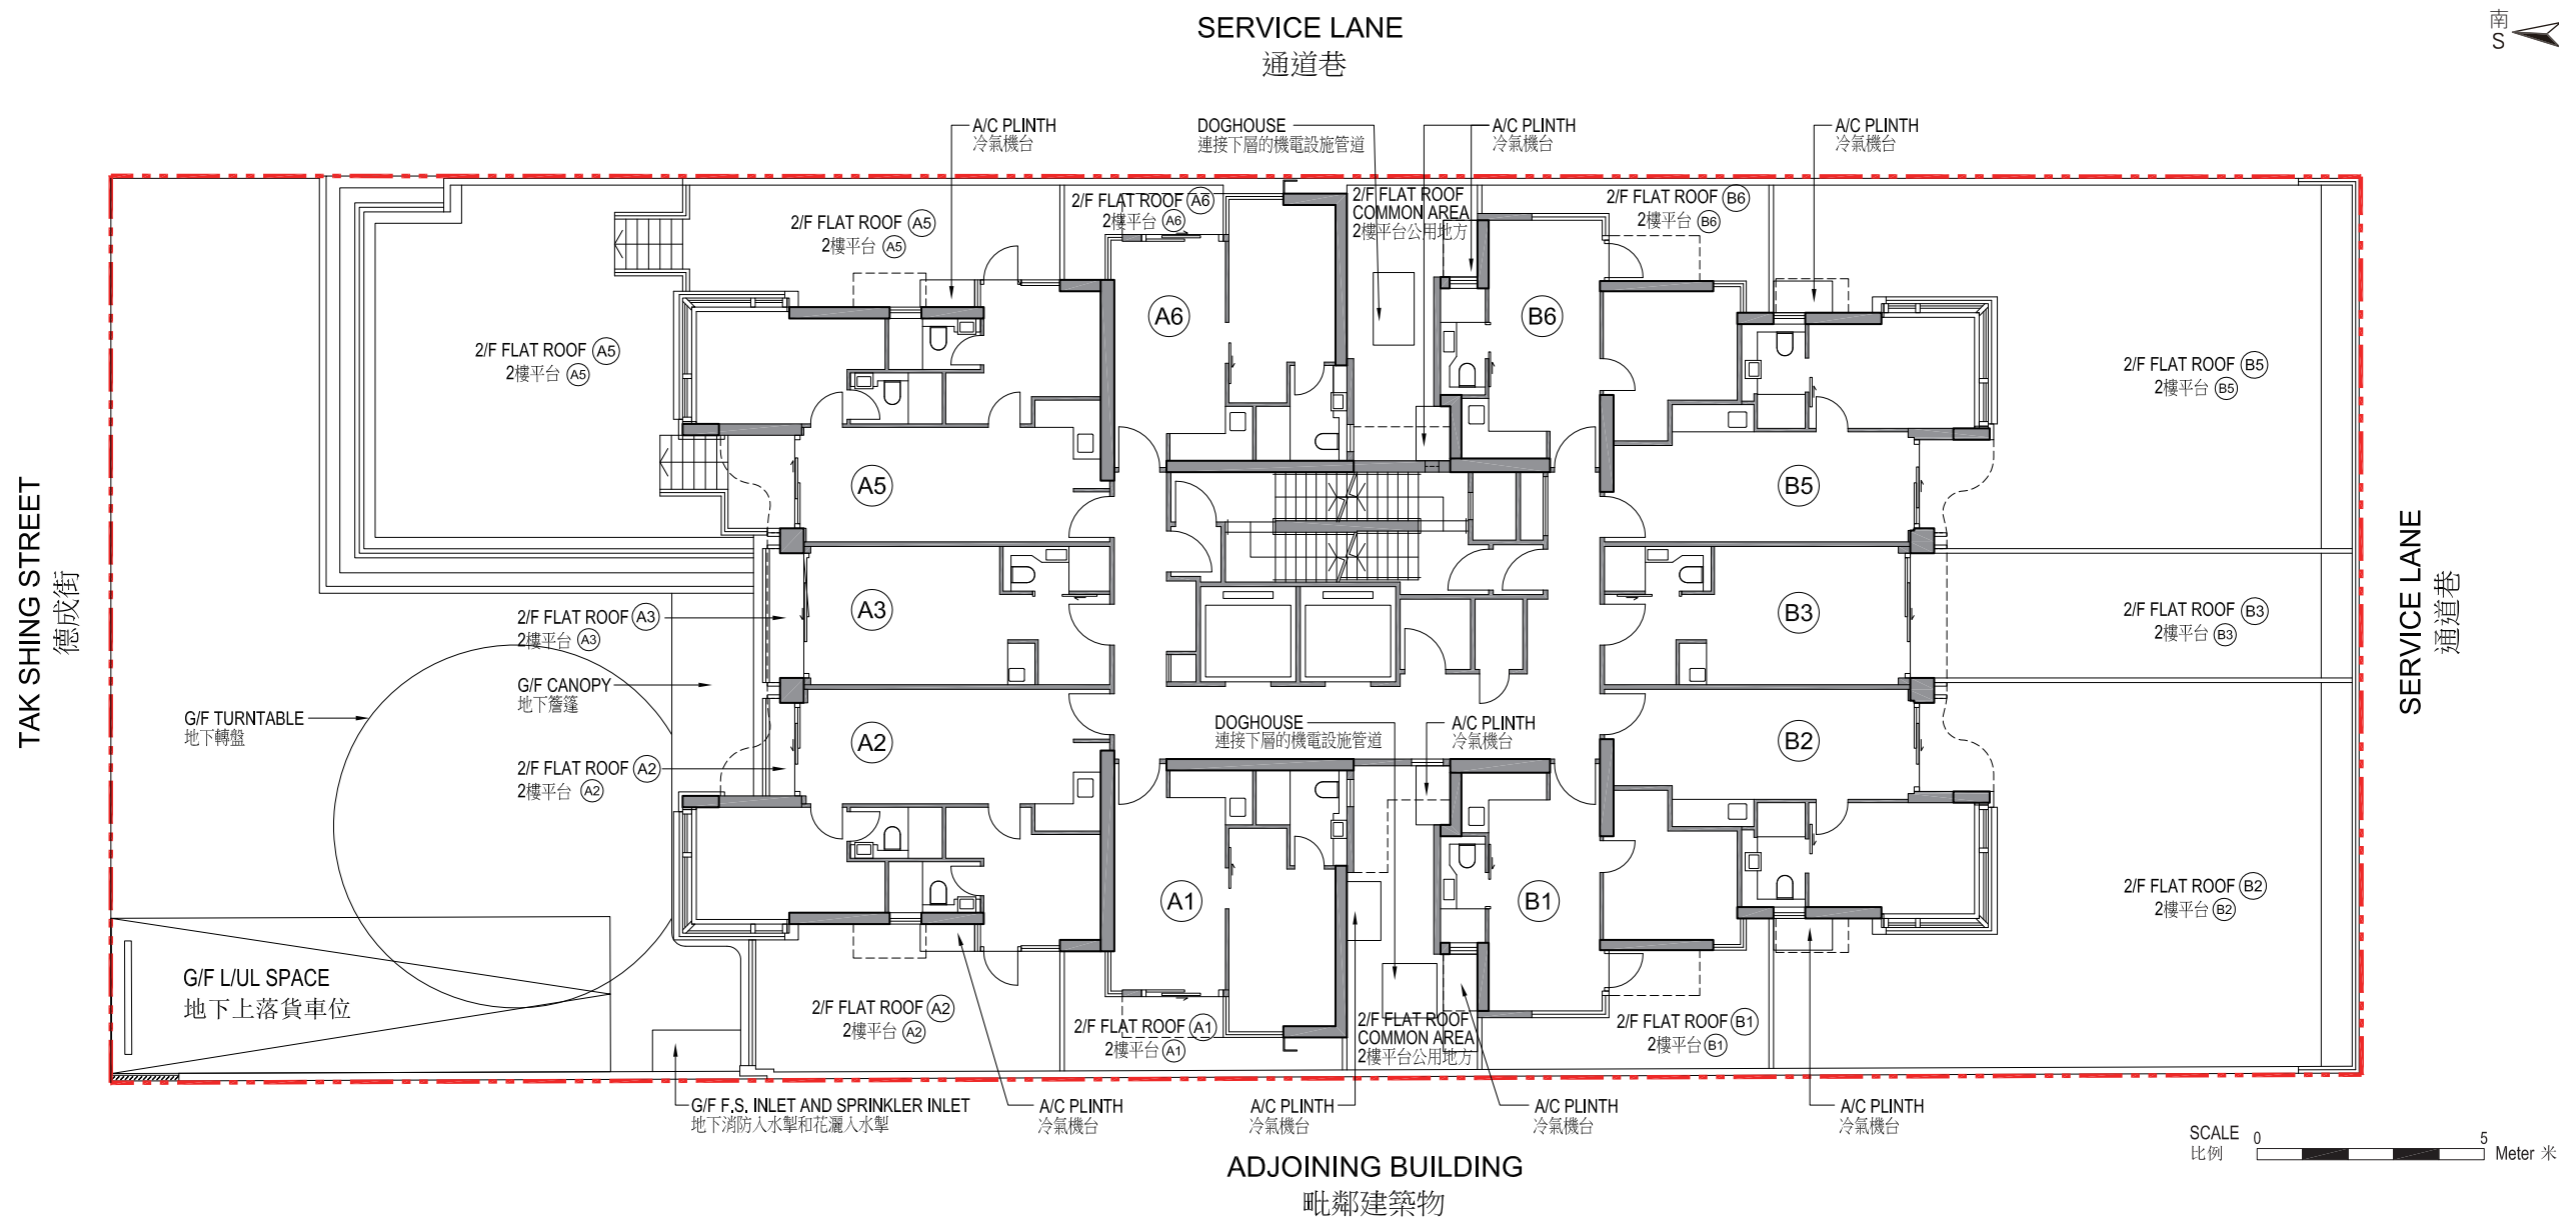 SERVICE LANE
通道巷
南
S
A/C PLINTH
冷氣機台
DOGHOUSE
連接下層的機電設施管道
A/C PLINTH
冷氣機台
A/C PLINTH
冷氣機台
2/F FLAT ROOF A5
2樓平台 A5
2/F FLAT ROOF A6
2樓平台 A6
2/F FLAT ROOF
COMMON AREA
2樓平台公用地方
2/F FLAT ROOF B6
2樓平台 B6
A6
B6
2/F FLAT ROOF A5
2樓平台 A5
2/F FLAT ROOF B5
2樓平台 B5
A5
B5
TAK SHING STREET
德成街
SERVICE LANE
通道巷
2/F FLAT ROOF A3
2樓平台 A3
A3
B3
2/F FLAT ROOF B3
2樓平台 B3
G/F CANOPY
地下簷篷
G/F TURNTABLE
地下轉盤
2/F FLAT ROOF A2
2樓平台 A2
A2
DOGHOUSE
連接下層的機電設施管道
A/C PLINTH
冷氣機台
B2
A1
B1
2/F FLAT ROOF B2
2樓平台 B2
G/F L/UL SPACE
地下上落貨車位
2/F FLAT ROOF A2
2樓平台 A2
2/F FLAT ROOF A1
2樓平台 A1
2/F FLAT ROOF
COMMON AREA
2樓平台公用地方
2/F FLAT ROOF B1
2樓平台 B1
G/F F.S. INLET AND SPRINKLER INLET
地下消防入水掣和花灑入水掣
A/C PLINTH
冷氣機台
A/C PLINTH
冷氣機台
A/C PLINTH
冷氣機台
A/C PLINTH
冷氣機台
ADJOINING BUILDING
毗鄰建築物
SCALE
比例
0
5
Meter 米